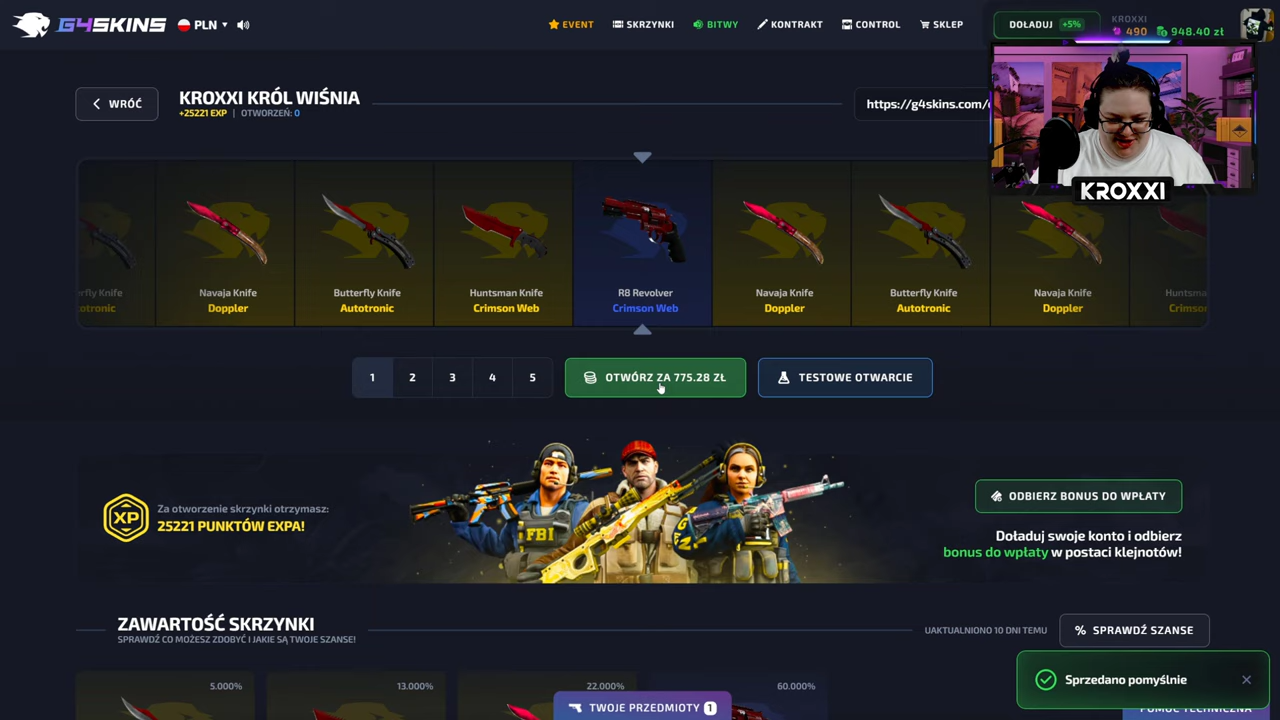 G4SKINS
PLN
EVENT
SKRZYNKI
BITWY
KONTRAKT
CONTROL
SKLEP
DOŁADUJ +5%
KROXXI
490 948.40 zł
WRÓĆ
KROXXI KRÓL WIŚNIA
+25221 EXP | OTWORZEŃ: 0
https://g4skins.com/
KROXXI
Navaja Knife
Doppler
Butterfly Knife
Autotronic
Huntsman Knife
Crimson Web
R8 Revolver
Crimson Web
Navaja Knife
Doppler
Butterfly Knife
Autotronic
Navaja Knife
Doppler
1 2 3 4 5
OTWÓRZ ZA 775.28 ZŁ
TESTOWE OTWARCIE
XP
Za otworzenie skrzynki otrzymasz:
25221 PUNKTÓW EXPA!
FBI
ODBIERZ BONUS DO WPŁATY
Doładuj swoje konto i odbierz
bonus do wpłaty w postaci klejnotów!
ZAWARTOŚĆ SKRZYNKI
SPRAWDŹ CO MOŻESZ ZDOBYĆ I JAKIE SĄ TWOJE SZANSE!
UAKTUALNIONO 10 DNI TEMU
SPRAWDŹ SZANSE
5.000%
13.000%
22.000%
60.000%
Sprzedano pomyślnie
TWOJE PRZEDMIOTY 1
POMOC TECHNICZNA